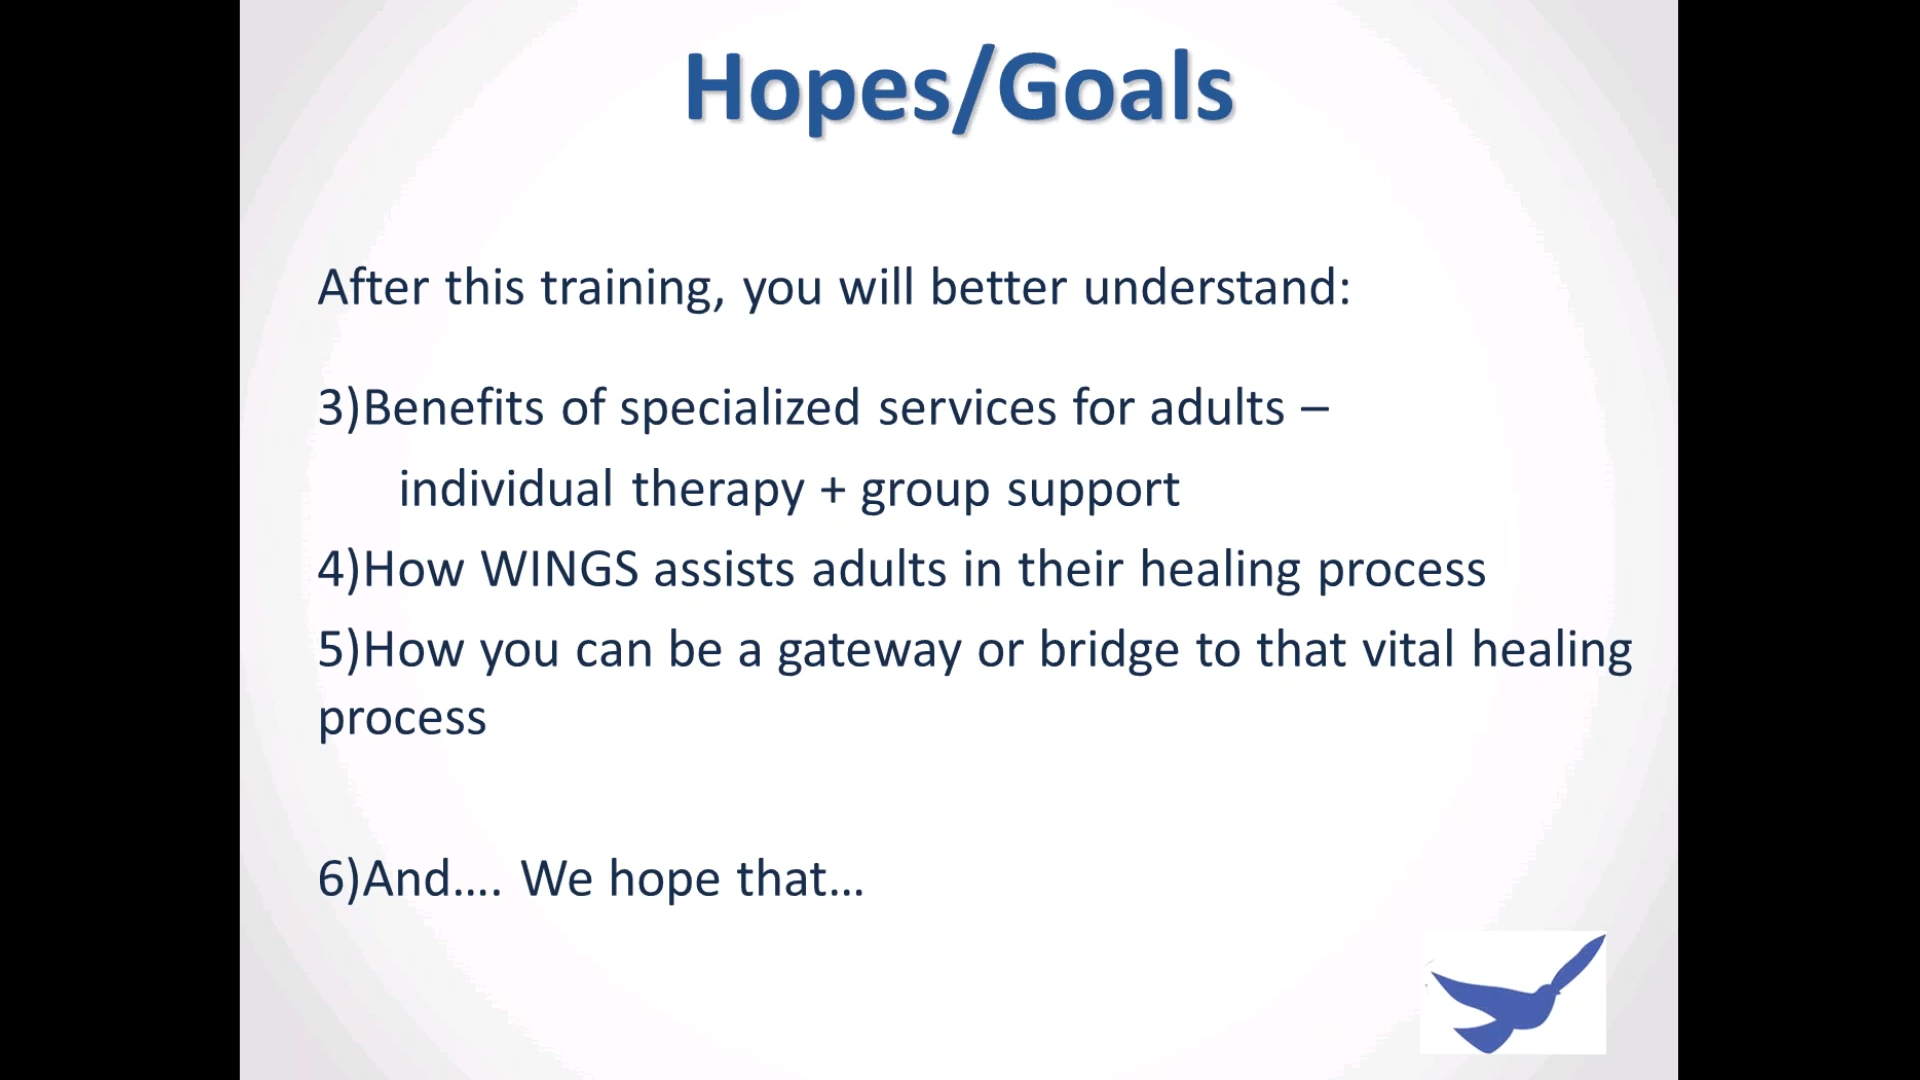 Hopes/Goals
After this training, you will better understand:
3)Benefits of specialized services for adults –
individual therapy + group support
4)How WINGS assists adults in their healing process
5)How you can be a gateway or bridge to that vital healing
process
6)And…. We hope that…